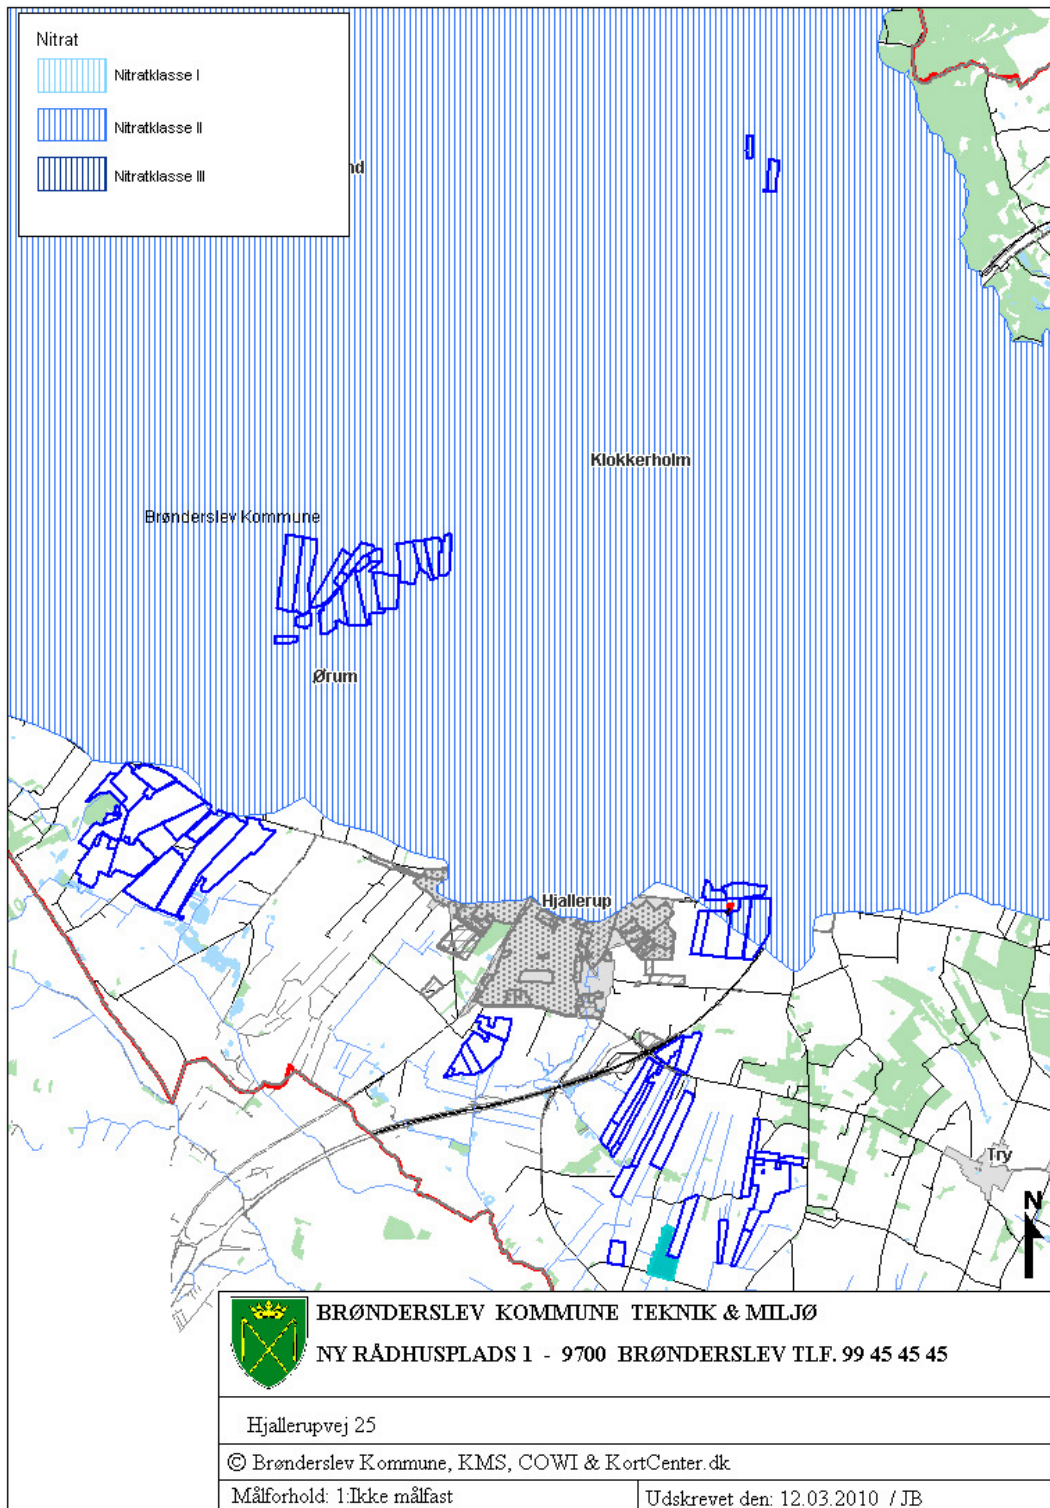 Nitrat
Nitratklasse I
Nitratklasse II
Nitratklasse III
nd
Klokkerholm
Brønderslev Kommune
Ørum
Hjallerup
Try
N
BRØNDERSLEV KOMMUNE TEKNIK & MILJØ
NY RÅDHUSPLADS 1 - 9700 BRØNDERSLEV TLF. 99 45 45 45
Hjallerupvej 25
© Brønderslev Kommune, KMS, COWI & KortCenter.dk
Målforhold: 1:Ikke målfast
Udskrevet den: 12.03.2010 / JB